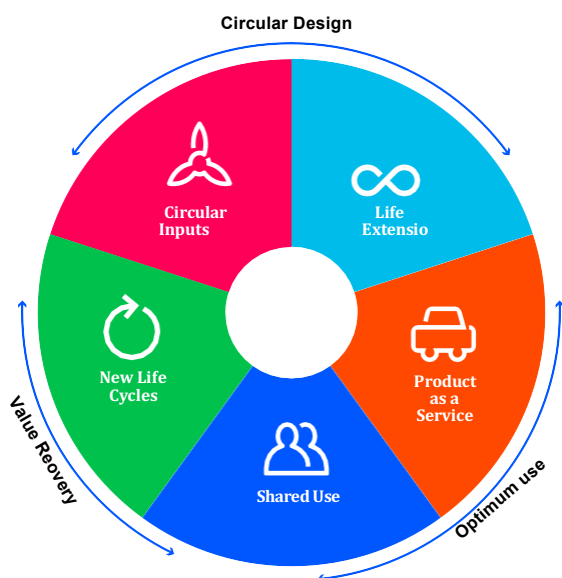 Circular Design
Circular
Inputs
Life
Extensio
New Life
Cycles
Product
as a
Service
Shared Use
Value Reovery
Optimum use